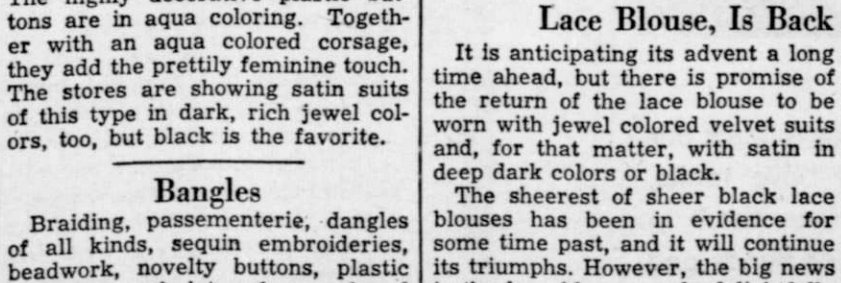 tons are in aqua coloring. Togeth-
er with an aqua colored corsage,
they add the prettily feminine touch.
The stores are showing satin suits
of this type in dark, rich jewel col-
ors, too, but black is the favorite.
Bangles
Braiding, passementerie, dangles
of all kinds, sequin embroideries,
beadwork, novelty buttons, plastic
Lace Blouse, Is Back
It is anticipating its advent a long
time ahead, but there is promise of
the return of the lace blouse to be
worn with jewel colored velvet suits
and, for that matter, with satin in
deep dark colors or black.
The sheerest of sheer black lace
blouses has been in evidence for
some time past, and it will continue
its triumphs. However, the big news